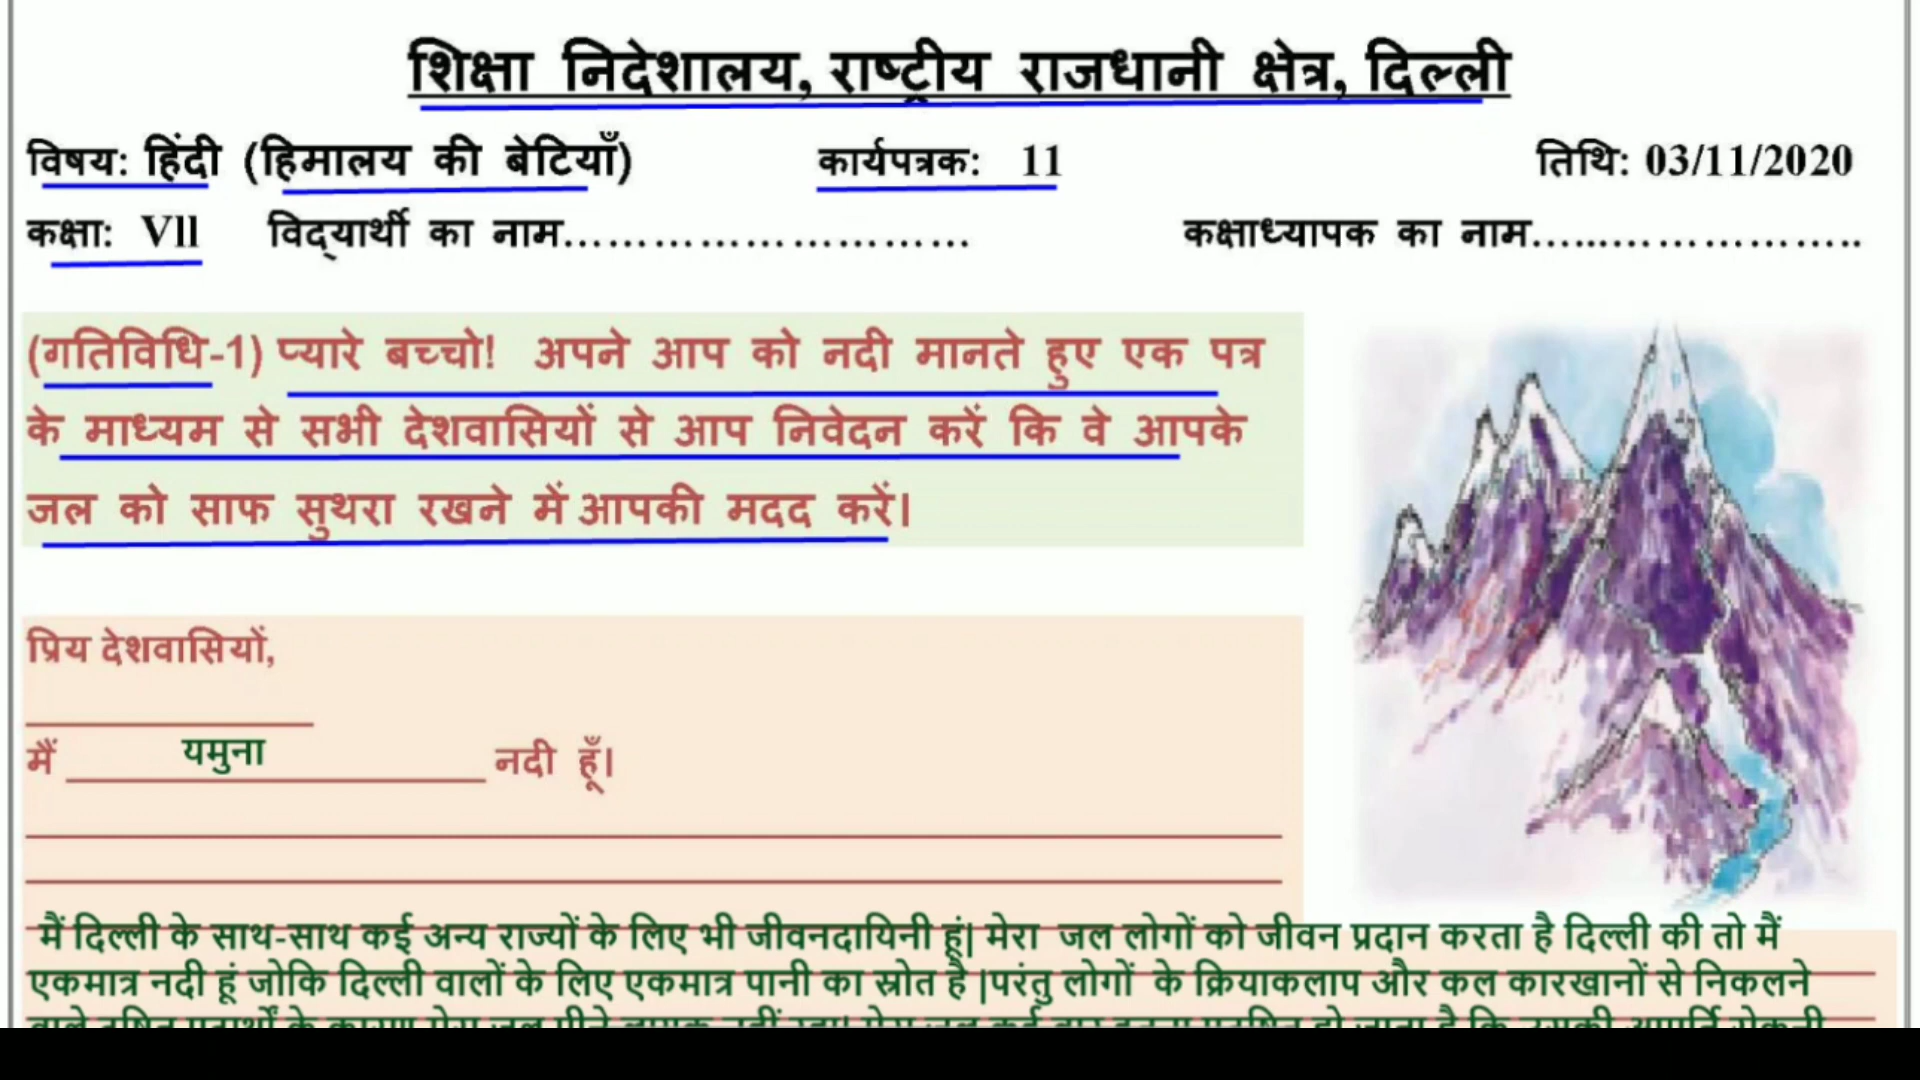 शिक्षा निदेशालय, राष्ट्रीय राजधानी क्षेत्र, दिल्ली
विषय: हिंदी (हिमालय की बेटियाँ) कार्यपत्रक: 11 तिथि: 03/11/2020
कक्षा: Vll विद्यार्थी का नाम………………………… कक्षाध्यापक का नाम…...……………..
(गतिविधि-1) प्यारे बच्चो! अपने आप को नदी मानते हुए एक पत्र
के माध्यम से सभी देशवासियों से आप निवेदन करें कि वे आपके
जल को साफ सुथरा रखने में आपकी मदद करें।
प्रिय देशवासियों,
मैं यमुना नदी हूँ।
मैं दिल्ली के साथ-साथ कई अन्य राज्यों के लिए भी जीवनदायिनी हूं| मेरा जल लोगों को जीवन प्रदान करता है दिल्ली की तो मैं
एकमात्र नदी हूं जोकि दिल्ली वालों के लिए एकमात्र पानी का स्रोत है |परंतु लोगों के क्रियाकलाप और कल कारखानों से निकलने